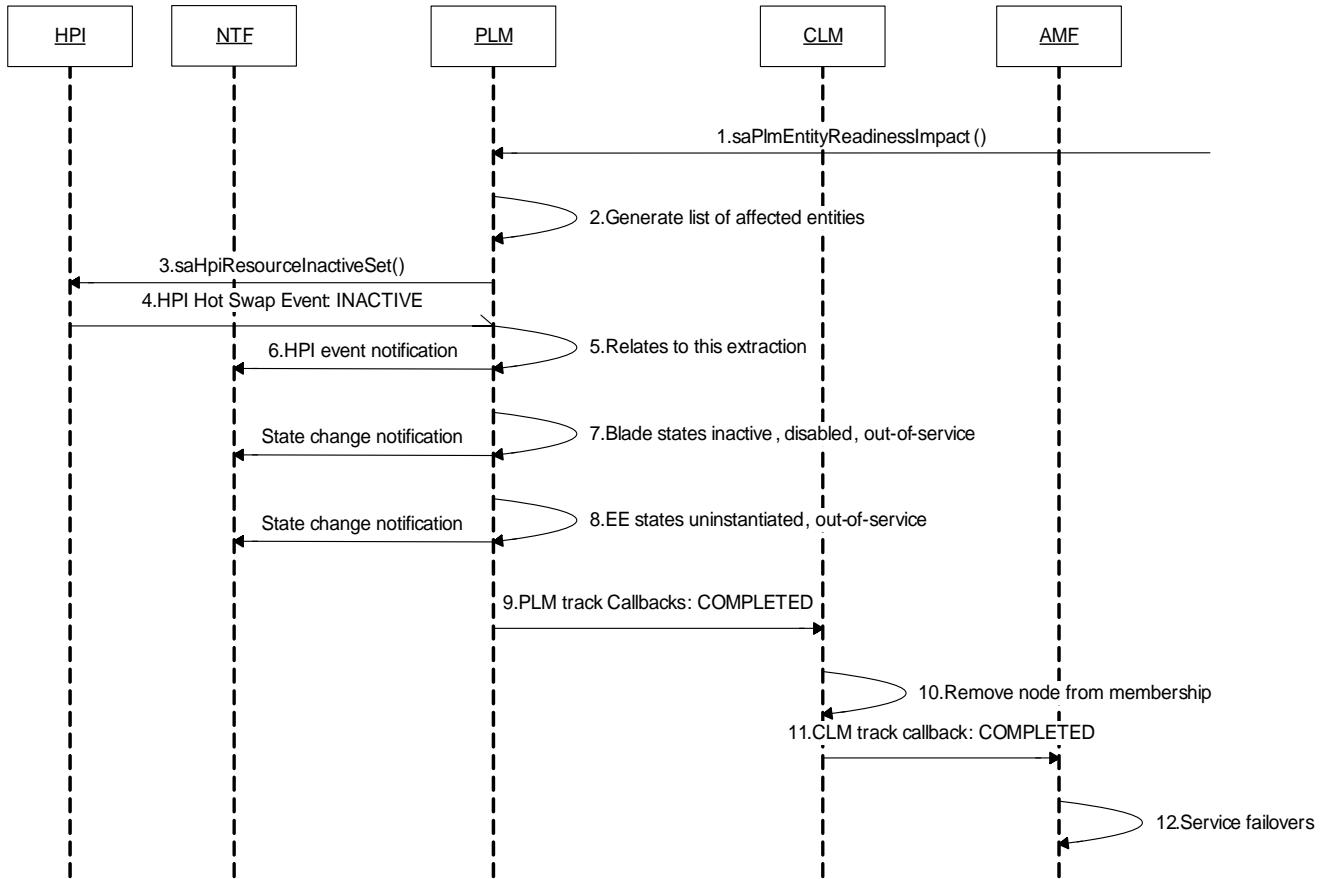 HPI
NTF
PLM
CLM
AMF
1.saPlmEntityReadinessImpact()
2.Generate list of affected entities
3.saHpiResourceInactiveSet()
4.HPI Hot Swap Event: INACTIVE
5.Relates to this extraction
6.HPI event notification
State change notification
7.Blade states inactive, disabled, out-of-service
State change notification
8.EE states uninstantiated, out-of-service
9.PLM track Callbacks: COMPLETED
10.Remove node from membership
11.CLM track callback: COMPLETED
12.Service failovers